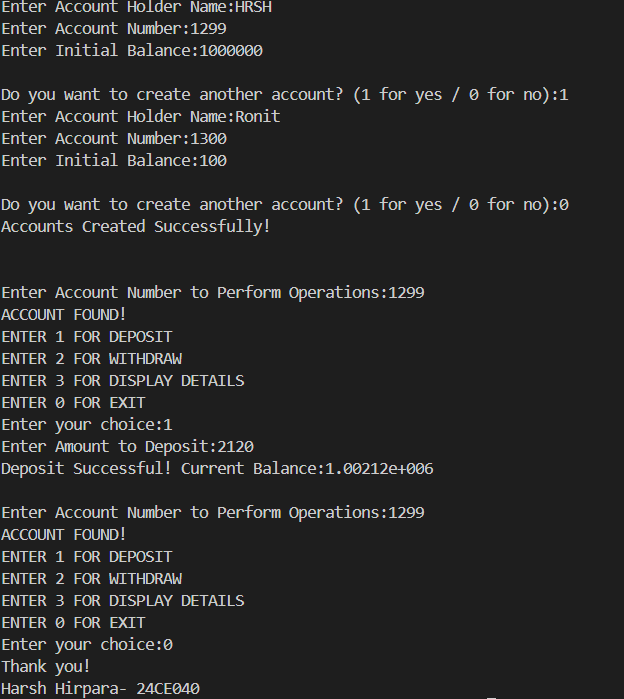 Enter Account Holder Name:HRSH
Enter Account Number:1299
Enter Initial Balance:1000000
Do you want to create another account? (1 for yes / 0 for no):1
Enter Account Holder Name:Ronit
Enter Account Number:1300
Enter Initial Balance:100
Do you want to create another account? (1 for yes / 0 for no):0
Accounts Created Successfully!
Enter Account Number to Perform Operations:1299
ACCOUNT FOUND!
ENTER 1 FOR DEPOSIT
ENTER 2 FOR WITHDRAW
ENTER 3 FOR DISPLAY DETAILS
ENTER 0 FOR EXIT
Enter your choice:1
Enter Amount to Deposit:2120
Deposit Successful! Current Balance:1.00212e+006
Enter Account Number to Perform Operations:1299
ACCOUNT FOUND!
ENTER 1 FOR DEPOSIT
ENTER 2 FOR WITHDRAW
ENTER 3 FOR DISPLAY DETAILS
ENTER 0 FOR EXIT
Enter your choice:0
Thank you!
Harsh Hirpara- 24CE040